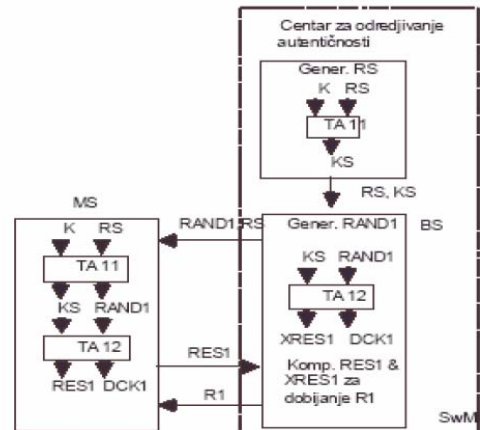 Centar za odredjivanje
autentičnosti
Gener. RS
K RS
TA 11
KS
RS, KS
MS
K RS
TA 11
KS RAND1
TA 12
RES1 DCK1
RAND1,RS
RES1
R1
Gener. RAND1
BS
KS RAND1
TA 12
XRES1 DCK1
Komp. RES1 &
XRES1 za
dobijanje R1
SwM